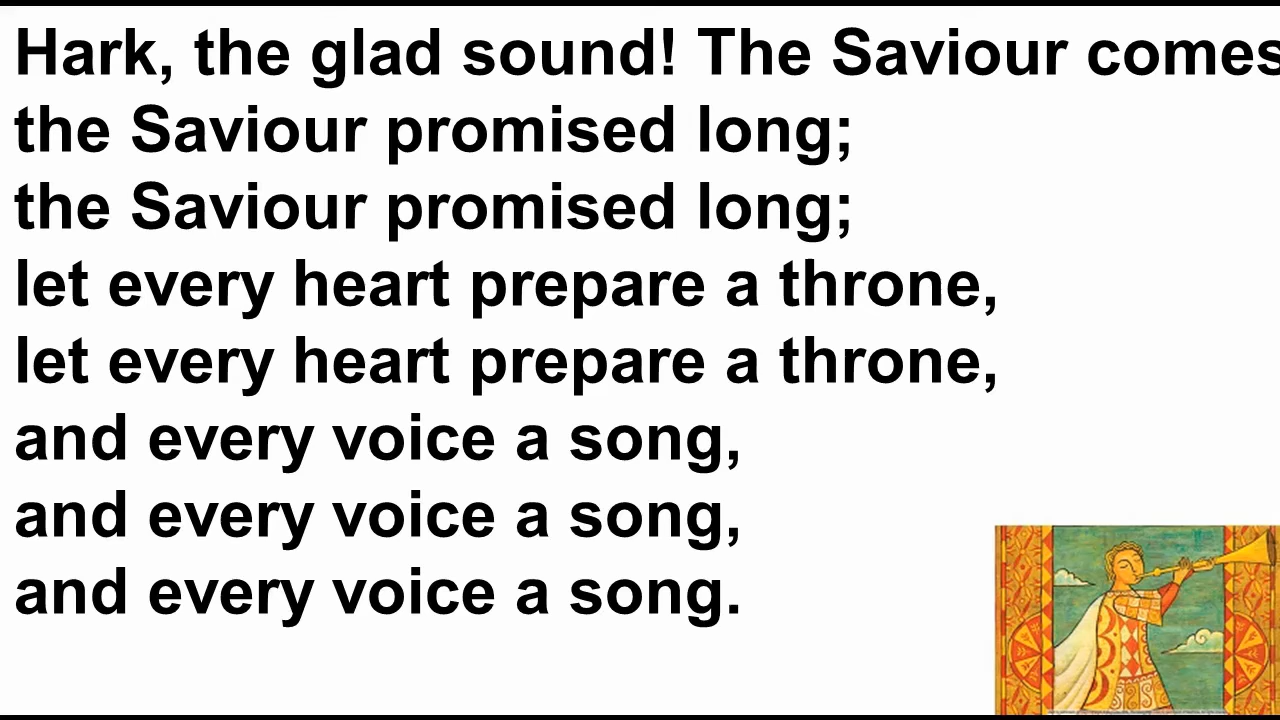 Hark, the glad sound! The Saviour comes
the Saviour promised long;
the Saviour promised long;
let every heart prepare a throne,
let every heart prepare a throne,
and every voice a song,
and every voice a song,
and every voice a song.